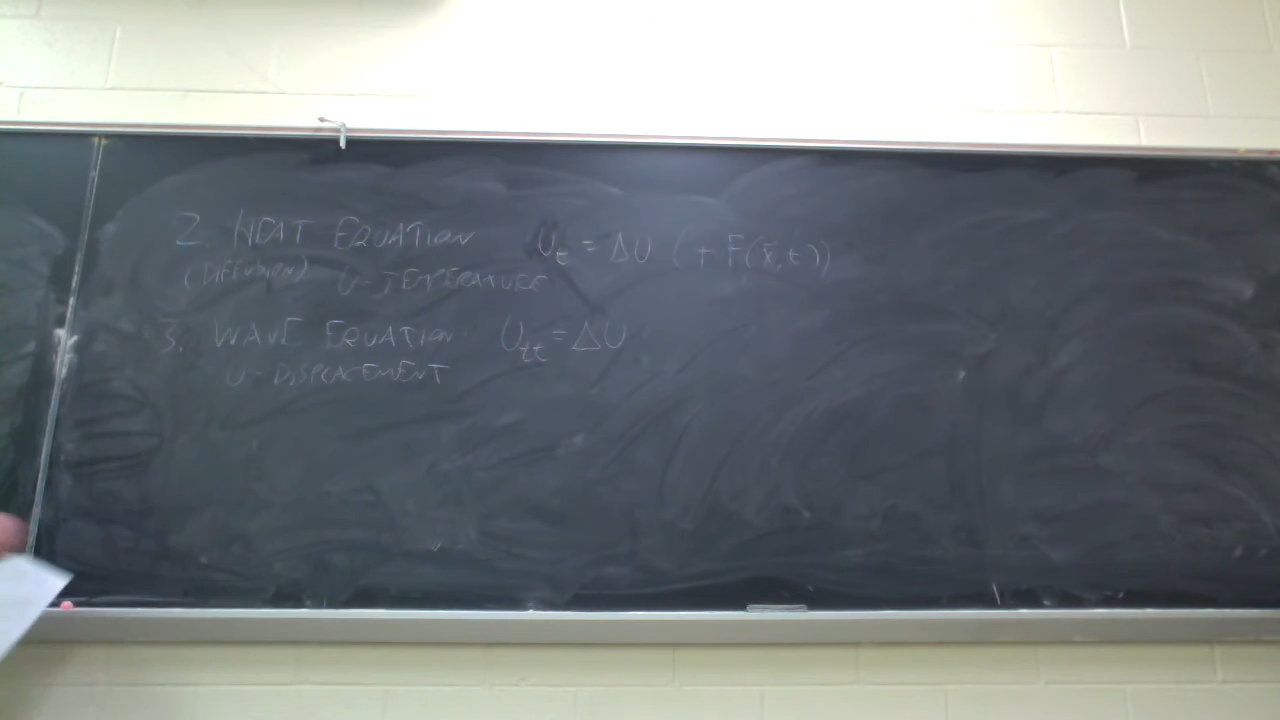 2. HEAT EQUATION U_t = ΔU (+ F(x⃗,t))
(DIFFUSION) U - TEMPERATURE
3. WAVE EQUATION U_tt = ΔU
U - DISPLACEMENT